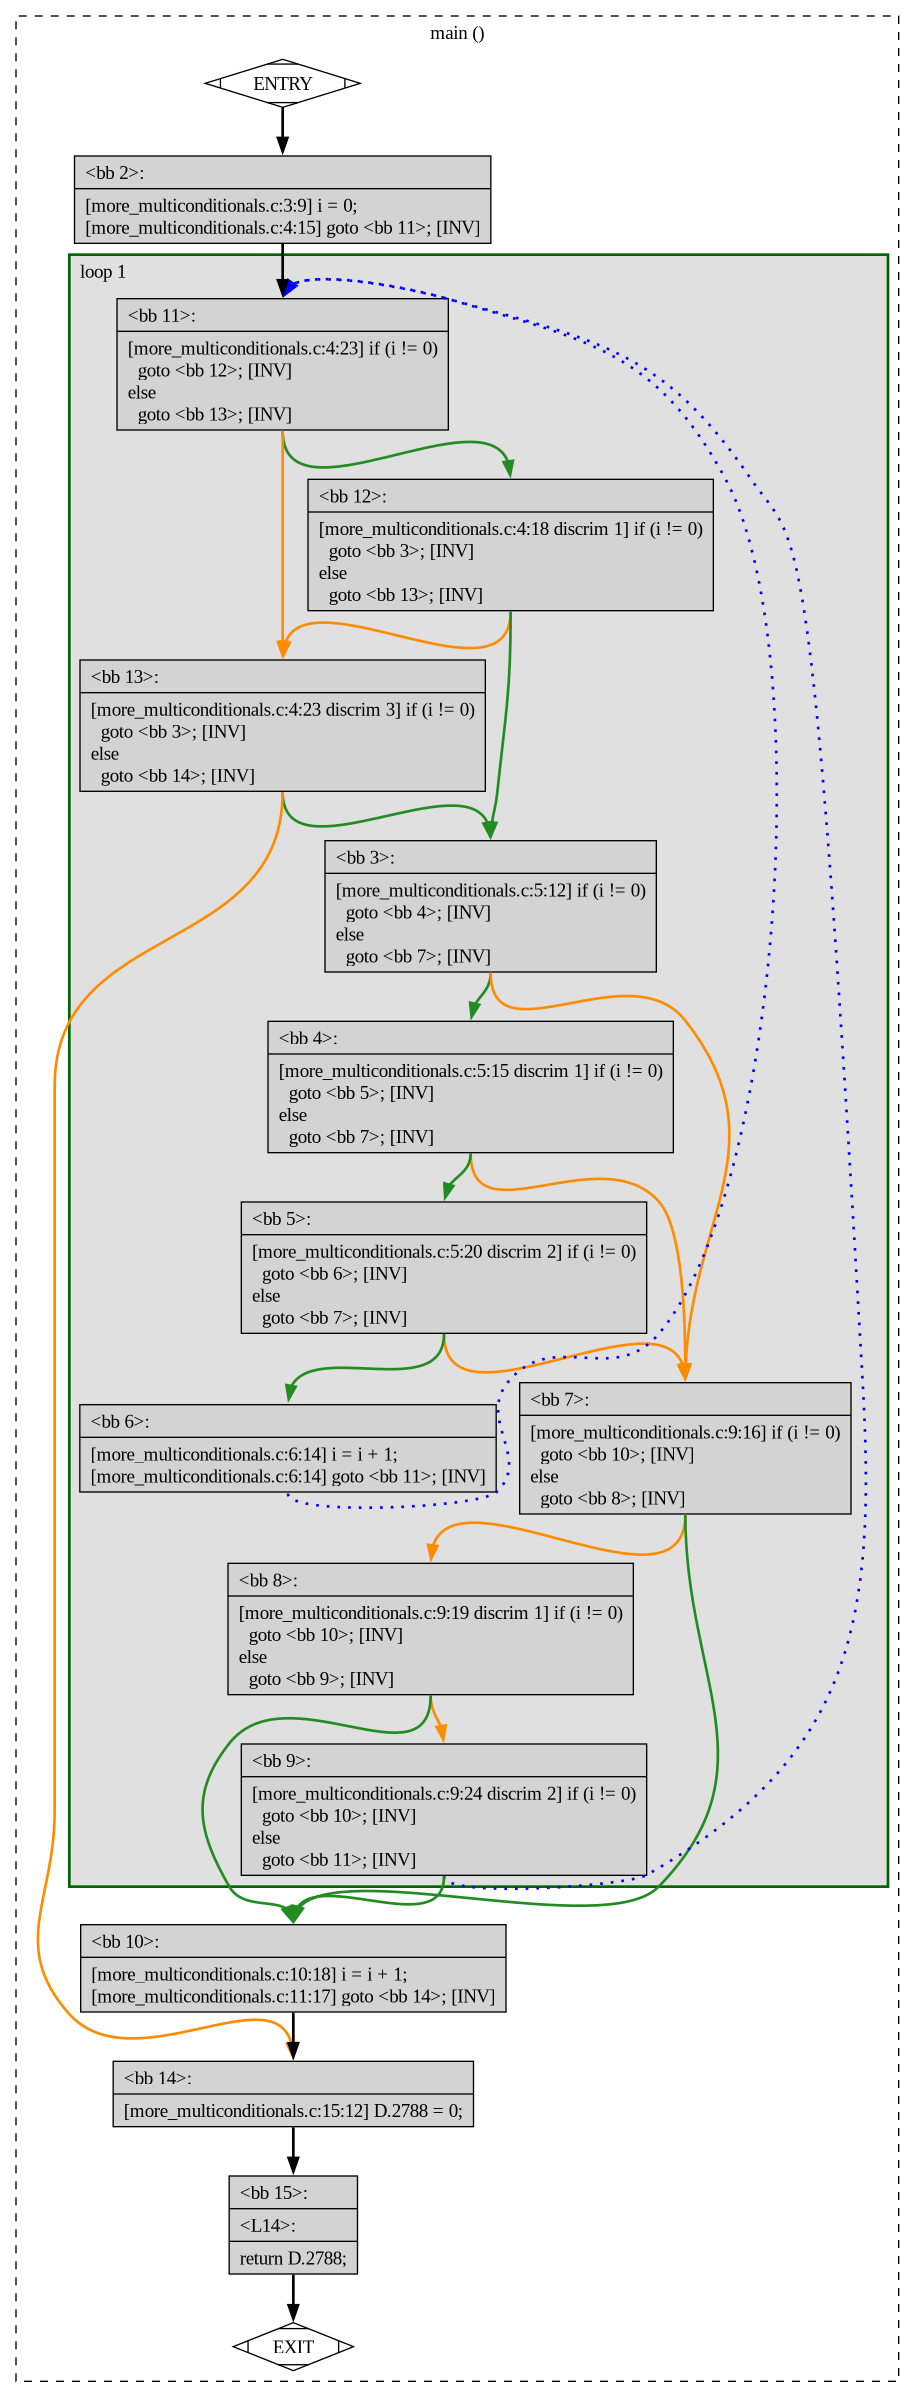 main ()
ENTRY
<bb 2>:
[more_multiconditionals.c:3:9] i = 0;
[more_multiconditionals.c:4:15] goto <bb 11>; [INV]
loop 1
<bb 11>:
[more_multiconditionals.c:4:23] if (i != 0)
goto <bb 12>; [INV]
else
goto <bb 13>; [INV]
<bb 12>:
[more_multiconditionals.c:4:18 discrim 1] if (i != 0)
goto <bb 3>; [INV]
else
goto <bb 13>; [INV]
<bb 13>:
[more_multiconditionals.c:4:23 discrim 3] if (i != 0)
goto <bb 3>; [INV]
else
goto <bb 14>; [INV]
<bb 3>:
[more_multiconditionals.c:5:12] if (i != 0)
goto <bb 4>; [INV]
else
goto <bb 7>; [INV]
<bb 4>:
[more_multiconditionals.c:5:15 discrim 1] if (i != 0)
goto <bb 5>; [INV]
else
goto <bb 7>; [INV]
<bb 5>:
[more_multiconditionals.c:5:20 discrim 2] if (i != 0)
goto <bb 6>; [INV]
else
goto <bb 7>; [INV]
<bb 6>:
[more_multiconditionals.c:6:14] i = i + 1;
[more_multiconditionals.c:6:14] goto <bb 11>; [INV]
<bb 7>:
[more_multiconditionals.c:9:16] if (i != 0)
goto <bb 10>; [INV]
else
goto <bb 8>; [INV]
<bb 8>:
[more_multiconditionals.c:9:19 discrim 1] if (i != 0)
goto <bb 10>; [INV]
else
goto <bb 9>; [INV]
<bb 9>:
[more_multiconditionals.c:9:24 discrim 2] if (i != 0)
goto <bb 10>; [INV]
else
goto <bb 11>; [INV]
<bb 10>:
[more_multiconditionals.c:10:18] i = i + 1;
[more_multiconditionals.c:11:17] goto <bb 14>; [INV]
<bb 14>:
[more_multiconditionals.c:15:12] D.2788 = 0;
<bb 15>:
<L14>:
return D.2788;
EXIT